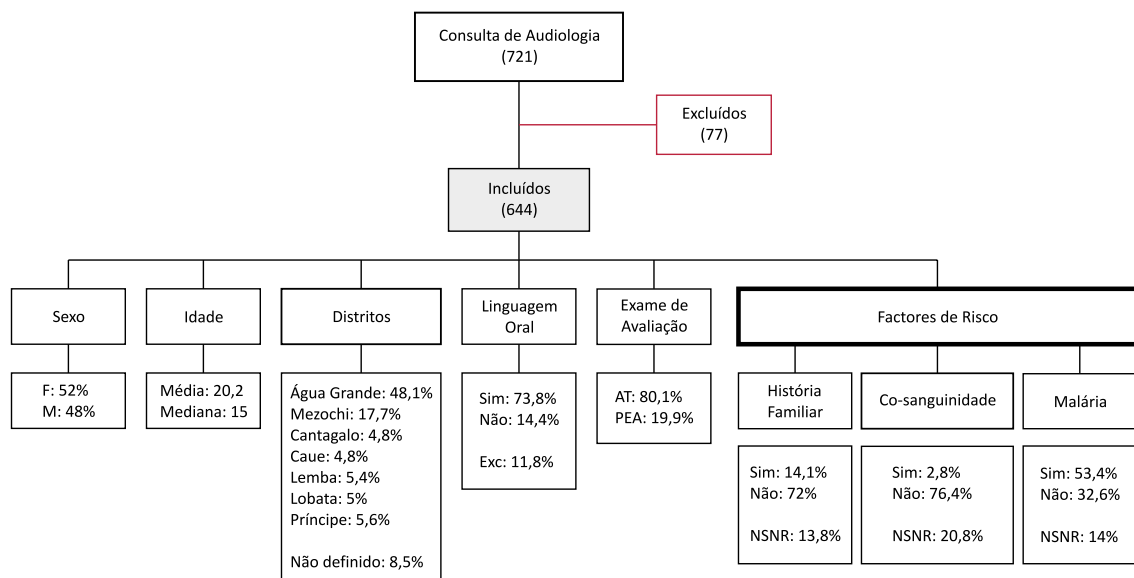 Consulta de Audiologia
(721)
Excluídos
(77)
Incluídos
(644)
Sexo
F: 52%
M: 48%
Idade
Média: 20,2
Mediana: 15
Distritos
Água Grande: 48,1%
Mezochi: 17,7%
Cantagalo: 4,8%
Caue: 4,8%
Lemba: 5,4%
Lobata: 5%
Príncipe: 5,6%
Não definido: 8,5%
Linguagem
Oral
Sim: 73,8%
Não: 14,4%
Exc: 11,8%
Exame de
Avaliação
AT: 80,1%
PEA: 19,9%
Factores de Risco
História
Familiar
Sim: 14,1%
Não: 72%
NSNR: 13,8%
Co-sanguinidade
Sim: 2,8%
Não: 76,4%
NSNR: 20,8%
Malária
Sim: 53,4%
Não: 32,6%
NSNR: 14%